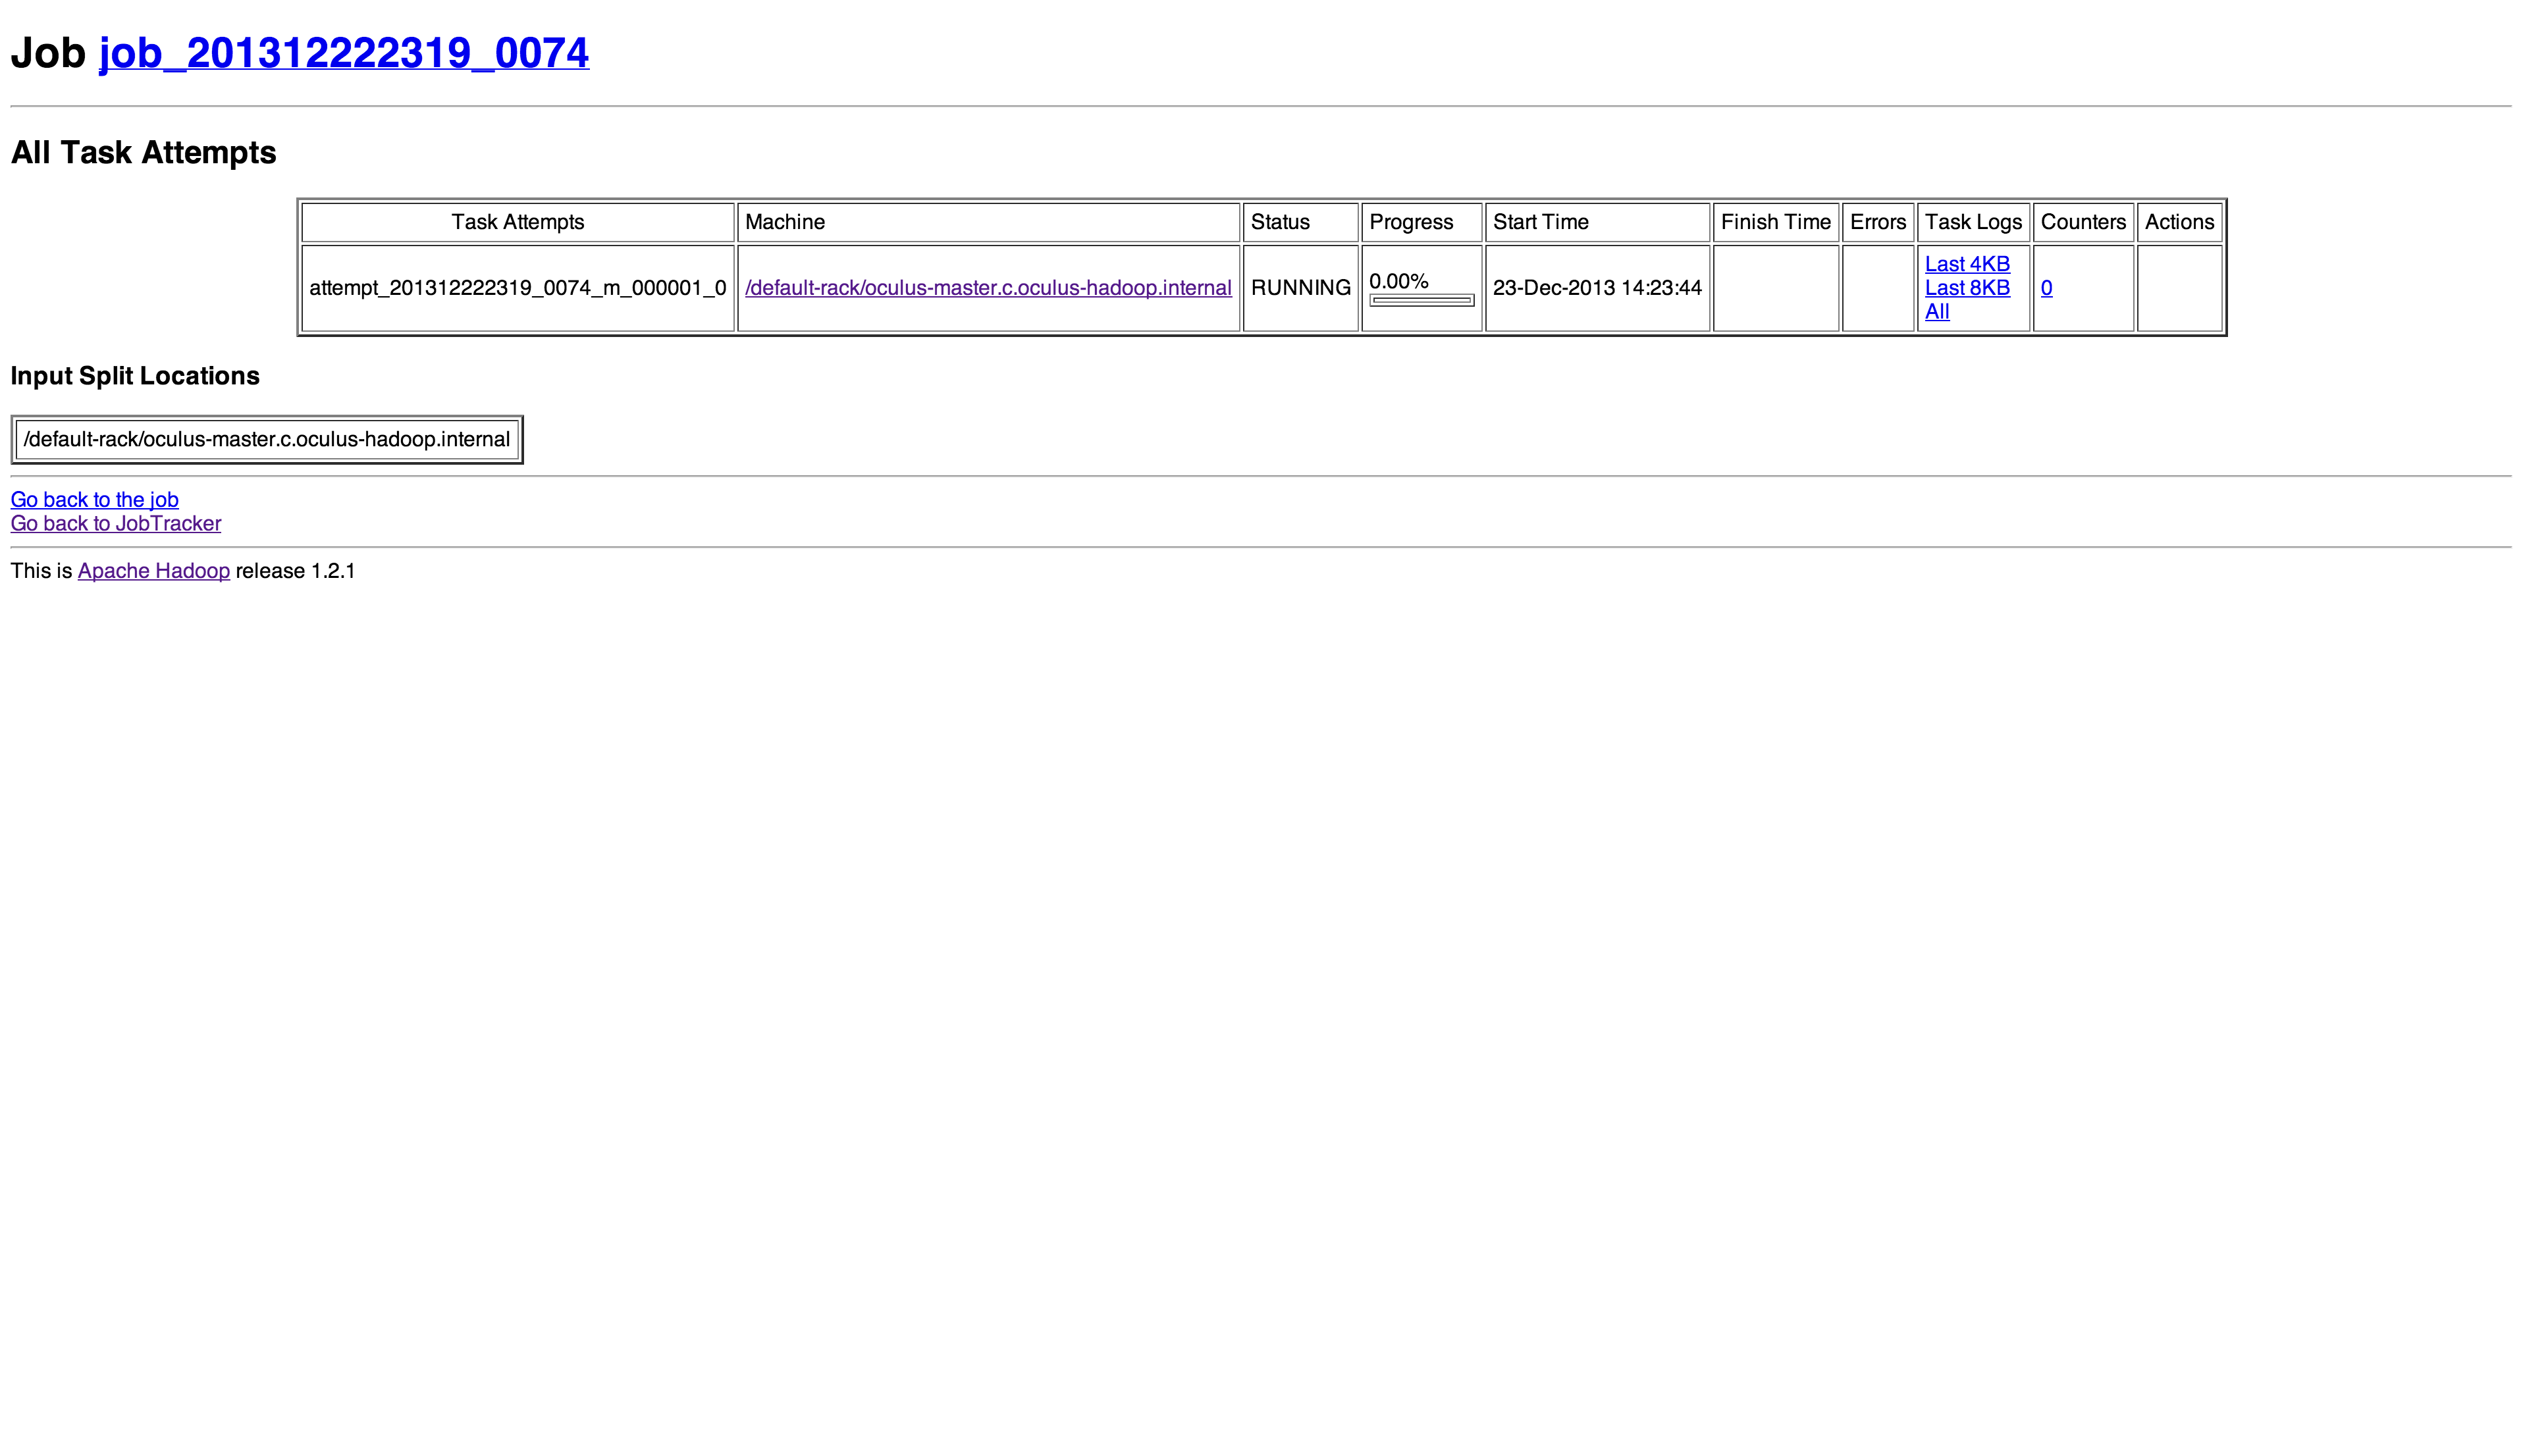 Job job_201312222319_0074
All Task Attempts
Task Attempts Machine Status Progress Start Time Finish Time Errors Task Logs Counters Actions
attempt_201312222319_0074_m_000001_0 /default-rack/oculus-master.c.oculus-hadoop.internal RUNNING 0.00% 23-Dec-2013 14:23:44 Last 4KB
Last 8KB
All 0
Input Split Locations
/default-rack/oculus-master.c.oculus-hadoop.internal
Go back to the job
Go back to JobTracker
This is Apache Hadoop release 1.2.1